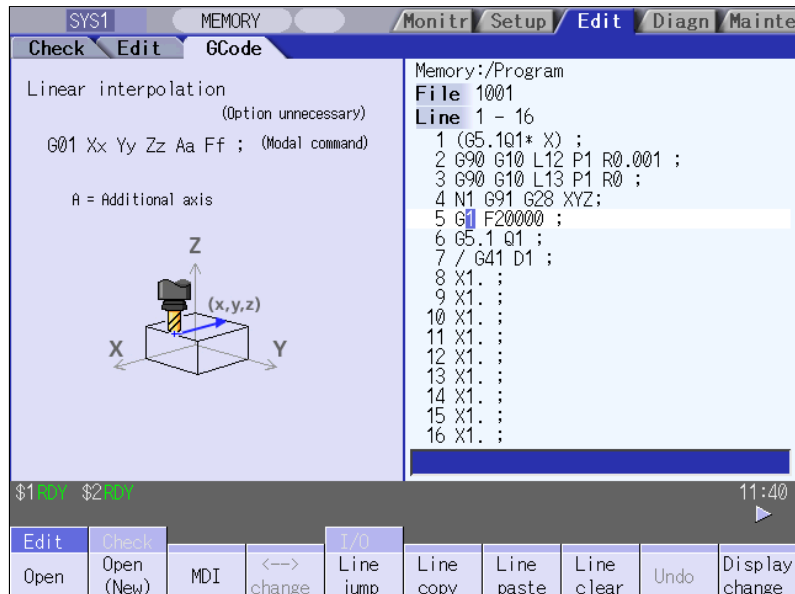 SYS1 MEMORY Monitr Setup Edit Diagn Mainte
Check Edit GCode
Linear interpolation
(Option unnecessary)
G01 Xx Yy Zz Aa Ff ; (Modal command)
A = Additional axis
Z
(x,y,z)
X Y
Memory:/Program
File 1001
Line 1 - 16
1 (G5.1Q1* X) ;
2 G90 G10 L12 P1 R0.001 ;
3 G90 G10 L13 P1 R0 ;
4 N1 G91 G28 XYZ;
5 G1 F20000 ;
6 G5.1 Q1 ;
7 / G41 D1 ;
8 X1. ;
9 X1. ;
10 X1. ;
11 X1. ;
12 X1. ;
13 X1. ;
14 X1. ;
15 X1. ;
16 X1. ;
$1RDY $2RDY 11:40
Edit Check I/O
Open
Open (New)
MDI
<--> change
Line jump
Line copy
Line paste
Line clear
Undo
Display change